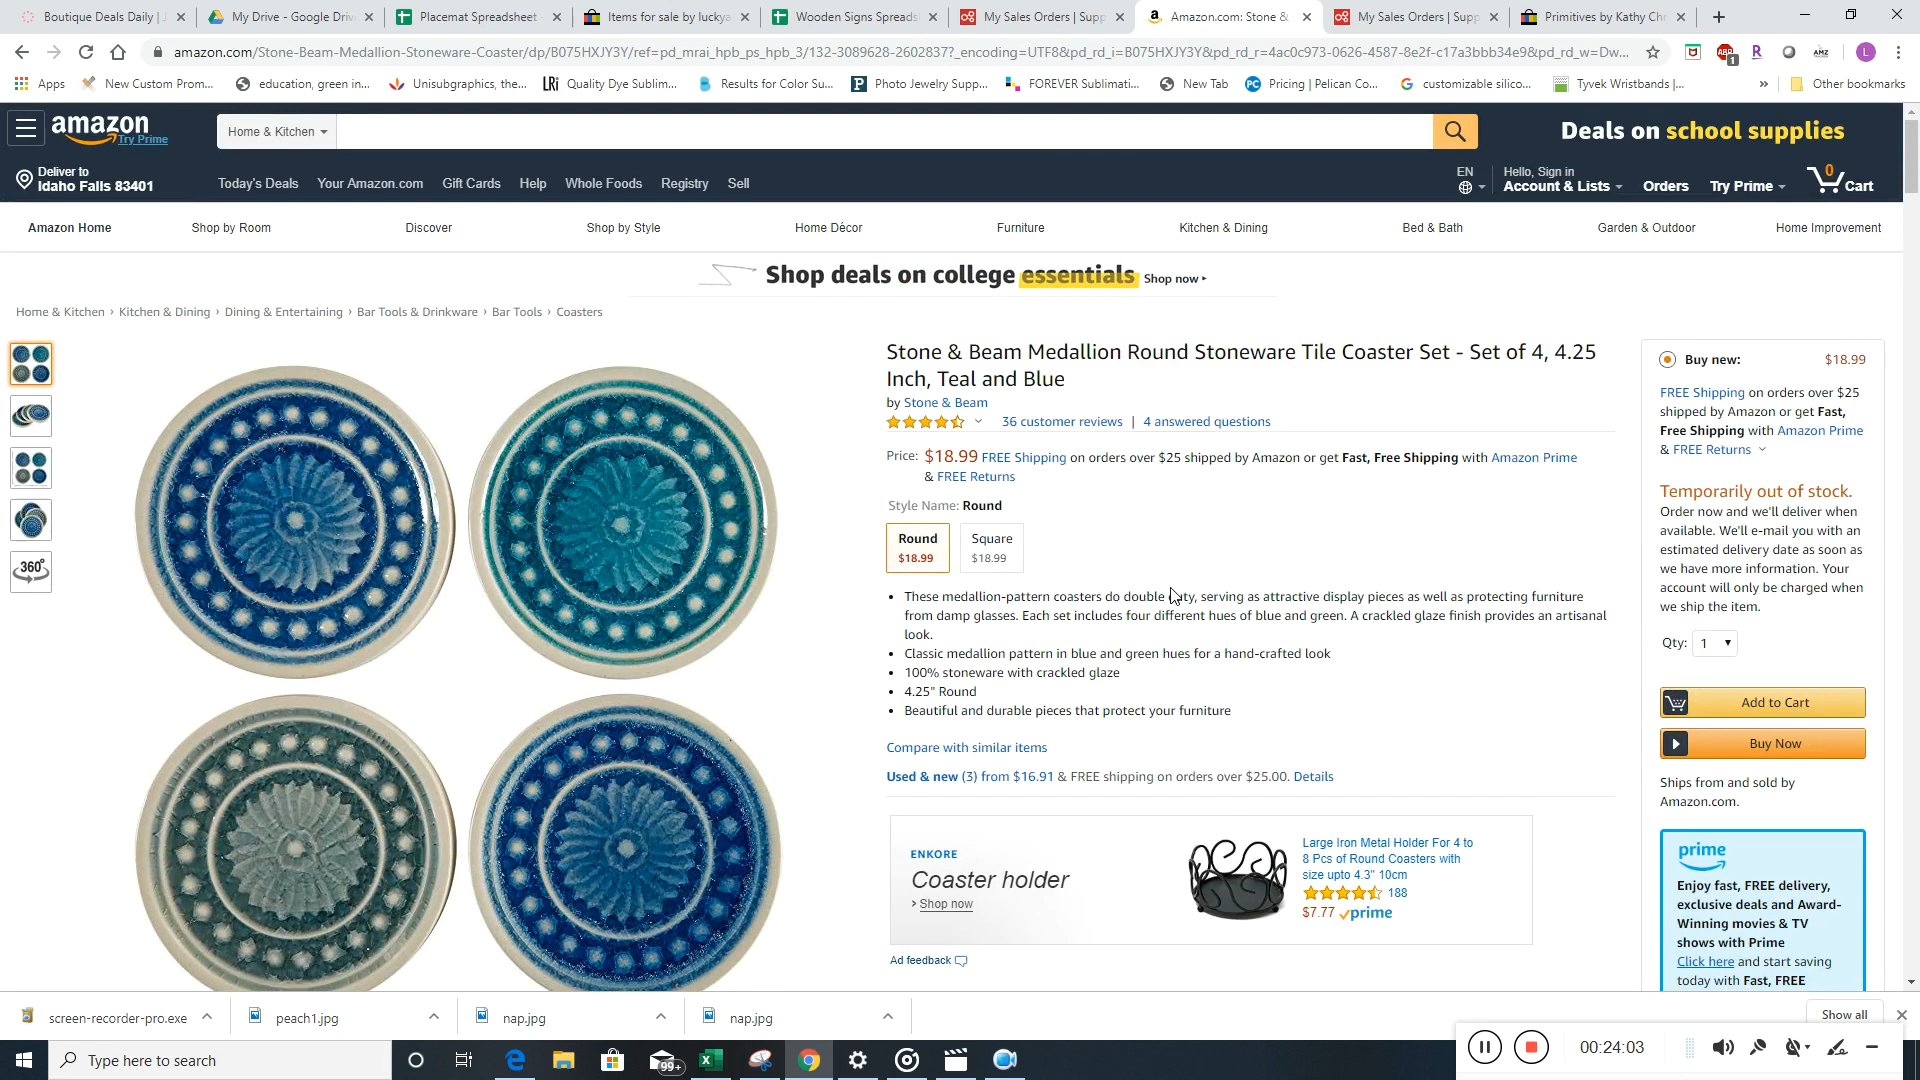 Boutique Deals Daily | J
My Drive - Google Driv
Placemat Spreadsheet -
Items for sale by luckya
Wooden Signs Spreads
My Sales Orders | Supp
Amazon.com: Stone &
My Sales Orders | Supp
Primitives by Kathy Chr
amazon.com/Stone-Beam-Medallion-Stoneware-Coaster/dp/B075HXJY3Y/ref=pd_mrai_hpb_ps_hpb_3/132-3089628-2602837?_encoding=UTF8&pd_rd_i=B075HXJY3Y&pd_rd_r=4ac0c973-0626-4587-8e2f-c17a3bbb34e9&pd_rd_w=Dw...
Apps
New Custom Prom...
education, green in...
Unisubgraphics, the...
Quality Dye Sublim...
Results for Color Su...
Photo Jewelry Supp...
FOREVER Sublimati...
New Tab
Pricing | Pelican Co...
customizable silico...
Tyvek Wristbands |...
Other bookmarks
amazon
Try Prime
Home & Kitchen
Deals on school supplies
Deliver to
Idaho Falls 83401
Today's Deals
Your Amazon.com
Gift Cards
Help
Whole Foods
Registry
Sell
EN
Hello, Sign in
Account & Lists
Orders
Try Prime
0
Cart
Amazon Home
Shop by Room
Discover
Shop by Style
Home Décor
Furniture
Kitchen & Dining
Bed & Bath
Garden & Outdoor
Home Improvement
Shop deals on college essentials Shop now ▸
Home & Kitchen › Kitchen & Dining › Dining & Entertaining › Bar Tools & Drinkware › Bar Tools › Coasters
360°
Stone & Beam Medallion Round Stoneware Tile Coaster Set - Set of 4, 4.25
Inch, Teal and Blue
by Stone & Beam
36 customer reviews | 4 answered questions
Price: $18.99 FREE Shipping on orders over $25 shipped by Amazon or get Fast, Free Shipping with Amazon Prime
& FREE Returns
Style Name: Round
Round
$18.99
Square
$18.99
• These medallion-pattern coasters do double duty, serving as attractive display pieces as well as protecting furniture
from damp glasses. Each set includes four different hues of blue and green. A crackled glaze finish provides an artisanal
look.
• Classic medallion pattern in blue and green hues for a hand-crafted look
• 100% stoneware with crackled glaze
• 4.25" Round
• Beautiful and durable pieces that protect your furniture
Compare with similar items
Used & new (3) from $16.91 & FREE shipping on orders over $25.00. Details
ENKORE
Coaster holder
› Shop now
Large Iron Metal Holder For 4 to
8 Pcs of Round Coasters with
size upto 4.3" 10cm
188
$7.77 prime
Ad feedback
Buy new:
$18.99
FREE Shipping on orders over $25
shipped by Amazon or get Fast,
Free Shipping with Amazon Prime
& FREE Returns
Temporarily out of stock.
Order now and we'll deliver when
available. We'll e-mail you with an
estimated delivery date as soon as
we have more information. Your
account will only be charged when
we ship the item.
Qty: 1
Add to Cart
Buy Now
Ships from and sold by
Amazon.com.
prime
Enjoy fast, FREE delivery,
exclusive deals and Award-
Winning movies & TV
shows with Prime
Click here and start saving
today with Fast, FREE
screen-recorder-pro.exe
peach1.jpg
nap.jpg
nap.jpg
Show all
Type here to search
99+
00:24:03